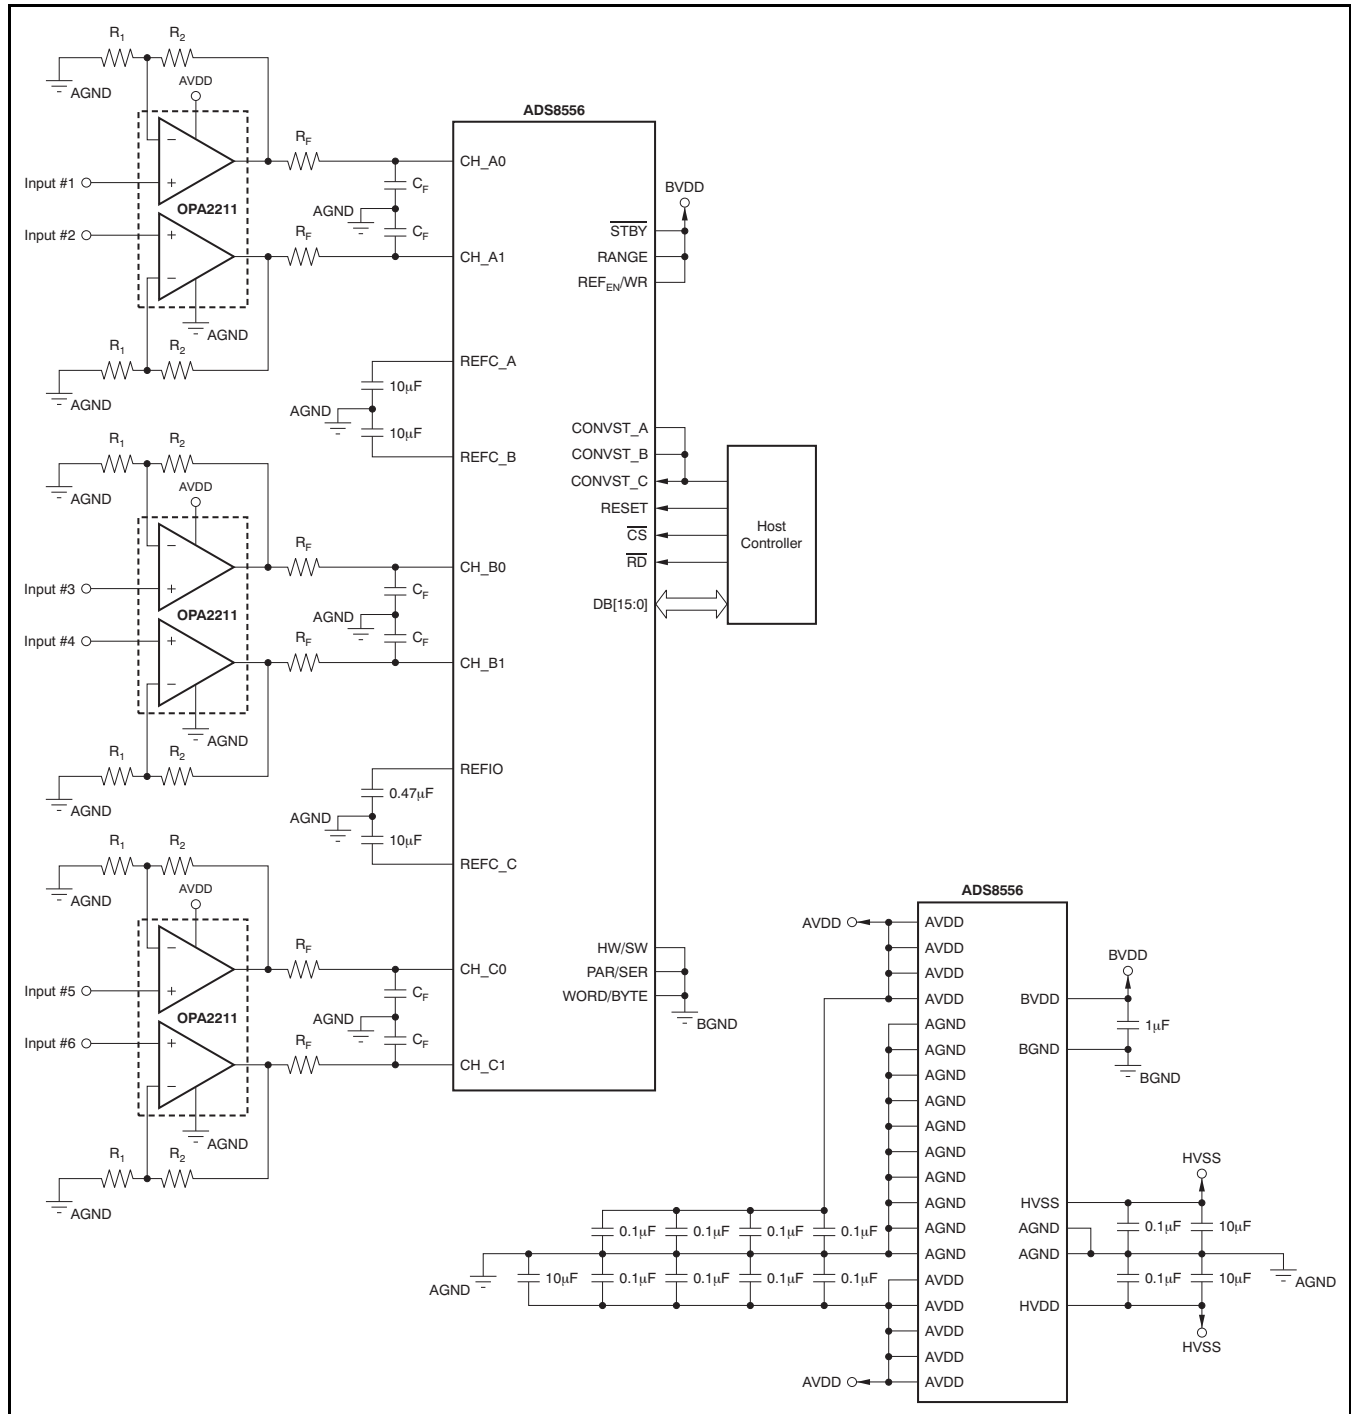 R1 R2
AGND
AVDD
Input #1
OPA2211
Input #2
AGND
R1 R2
AGND
RF
CF
AGND
CF
RF
10µF
AGND
10µF
R1 R2
AGND
AVDD
Input #3
OPA2211
Input #4
AGND
R1 R2
AGND
RF
CF
AGND
CF
RF
0.47µF
AGND
10µF
R1 R2
AGND
AVDD
Input #5
OPA2211
Input #6
AGND
R1 R2
AGND
RF
CF
AGND
CF
RF
ADS8556
CH_A0
CH_A1
REFC_A
REFC_B
CH_B0
CH_B1
REFIO
REFC_C
CH_C0
CH_C1
BVDD
STBY
RANGE
REFEN/WR
CONVST_A
CONVST_B
CONVST_C
RESET
CS
RD
DB[15:0]
Host
Controller
HW/SW
PAR/SER
WORD/BYTE
BGND
ADS8556
AVDD AVDD
AVDD
AVDD
AVDD
AGND
AGND
AGND
AGND
AGND
AGND
AGND
AGND
AGND
AGND
AVDD
AVDD
AVDD
AVDD
AVDD AVDD
0.1µF 0.1µF 0.1µF 0.1µF
AGND
10µF 0.1µF 0.1µF 0.1µF 0.1µF
BVDD
BVDD
1µF
BGND
BGND
HVSS
HVSS
0.1µF 10µF
AGND
AGND
AGND
0.1µF 10µF
HVDD
HVSS